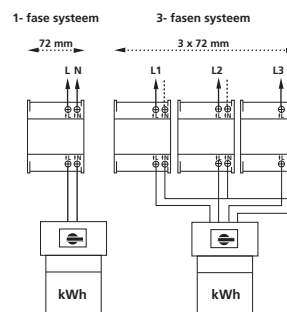 1- fase systeem
3- fasen systeem
72 mm
3 x 72 mm
L N
L1
L2
L3
L N
L N
L N
L
L N
L N
L N
L
kWh
kWh